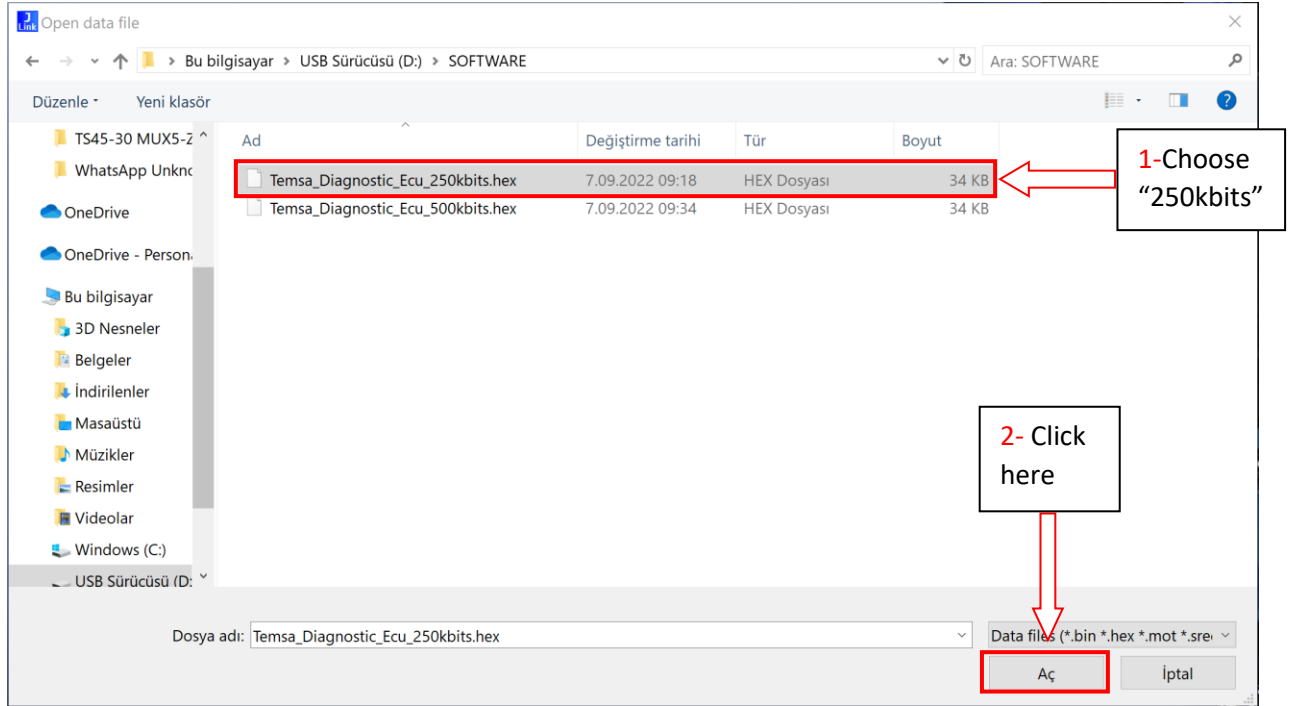 J Link Open data file
Bu bilgisayar > USB Sürücüsü (D:) > SOFTWARE
Ara: SOFTWARE
Düzenle
Yeni klasör
Ad
Değiştirme tarihi
Tür
Boyut
Temsa_Diagnostic_Ecu_250kbits.hex 7.09.2022 09:18 HEX Dosyası 34 KB
Temsa_Diagnostic_Ecu_500kbits.hex 7.09.2022 09:34 HEX Dosyası 34 KB
1-Choose
“250kbits”
TS45-30 MUX5-Z
WhatsApp Unkno
OneDrive
OneDrive - Person
Bu bilgisayar
3D Nesneler
Belgeler
İndirilenler
Masaüstü
Müzikler
Resimler
Videolar
Windows (C:)
USB Sürücüsü (D:
2- Click
here
Dosya adı: Temsa_Diagnostic_Ecu_250kbits.hex
Data files (*.bin *.hex *.mot *.sre
Aç
İptal